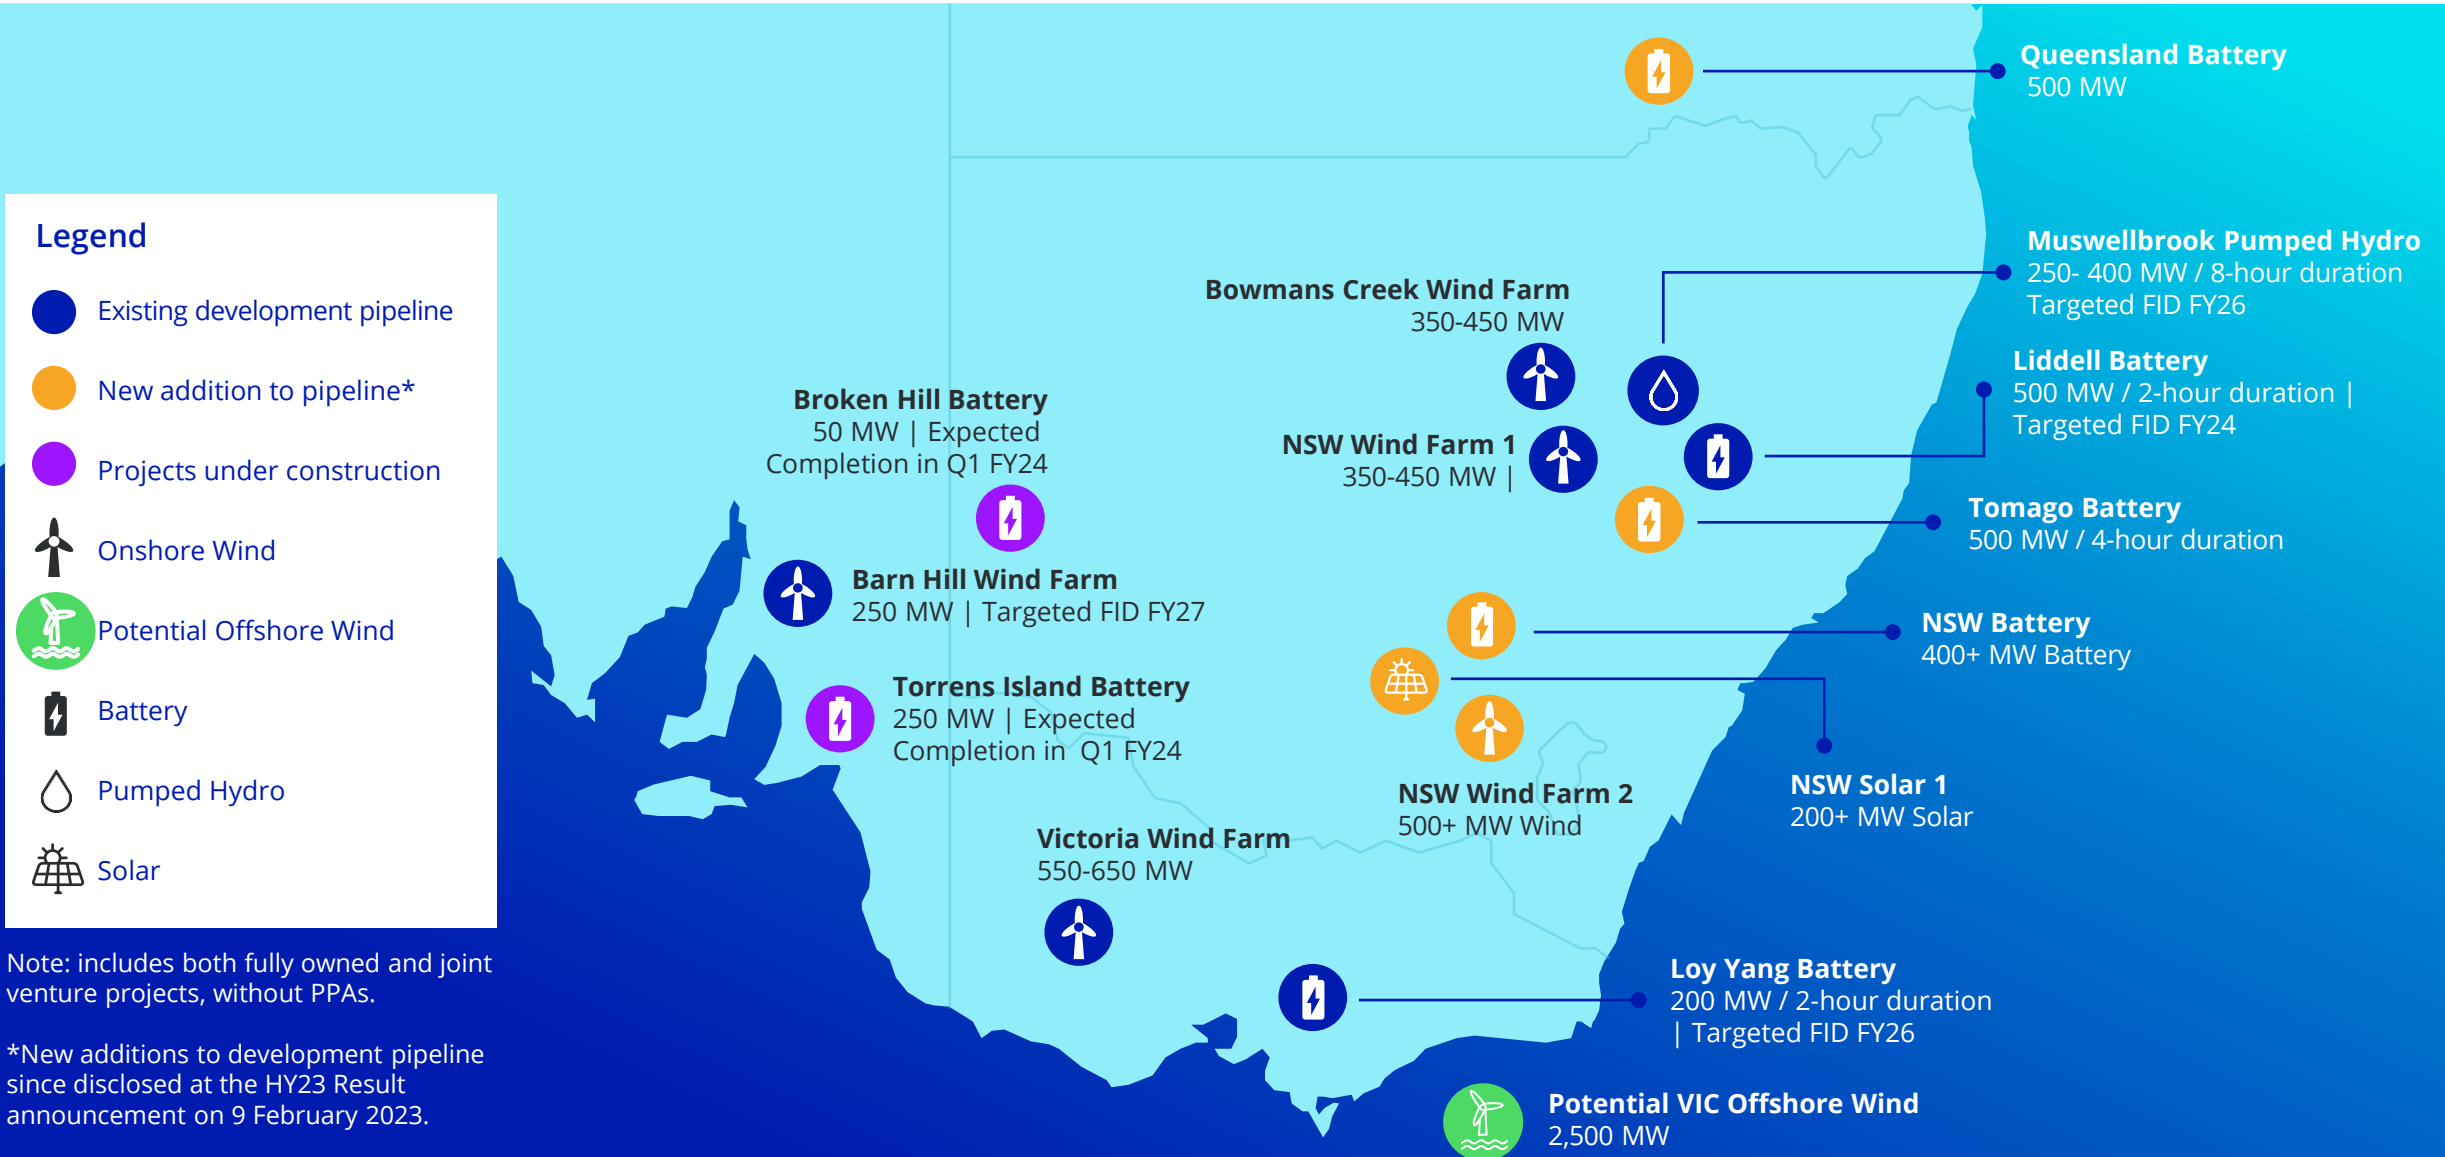 Queensland Battery
500 MW
Legend
Existing development pipeline
New addition to pipeline*
Projects under construction
Onshore Wind
Potential Offshore Wind
Battery
Pumped Hydro
Solar
Note: includes both fully owned and joint
venture projects, without PPAs.
*New additions to development pipeline
since disclosed at the HY23 Result
announcement on 9 February 2023.
Muswellbrook Pumped Hydro
250- 400 MW / 8-hour duration
Targeted FID FY26
Bowmans Creek Wind Farm
350-450 MW
Liddell Battery
500 MW / 2-hour duration |
Targeted FID FY24
Broken Hill Battery
50 MW | Expected
Completion in Q1 FY24
NSW Wind Farm 1
350-450 MW |
Tomago Battery
500 MW / 4-hour duration
Barn Hill Wind Farm
250 MW | Targeted FID FY27
NSW Battery
400+ MW Battery
Torrens Island Battery
250 MW | Expected
Completion in Q1 FY24
NSW Solar 1
200+ MW Solar
NSW Wind Farm 2
500+ MW Wind
Victoria Wind Farm
550-650 MW
Loy Yang Battery
200 MW / 2-hour duration
| Targeted FID FY26
Potential VIC Offshore Wind
2,500 MW